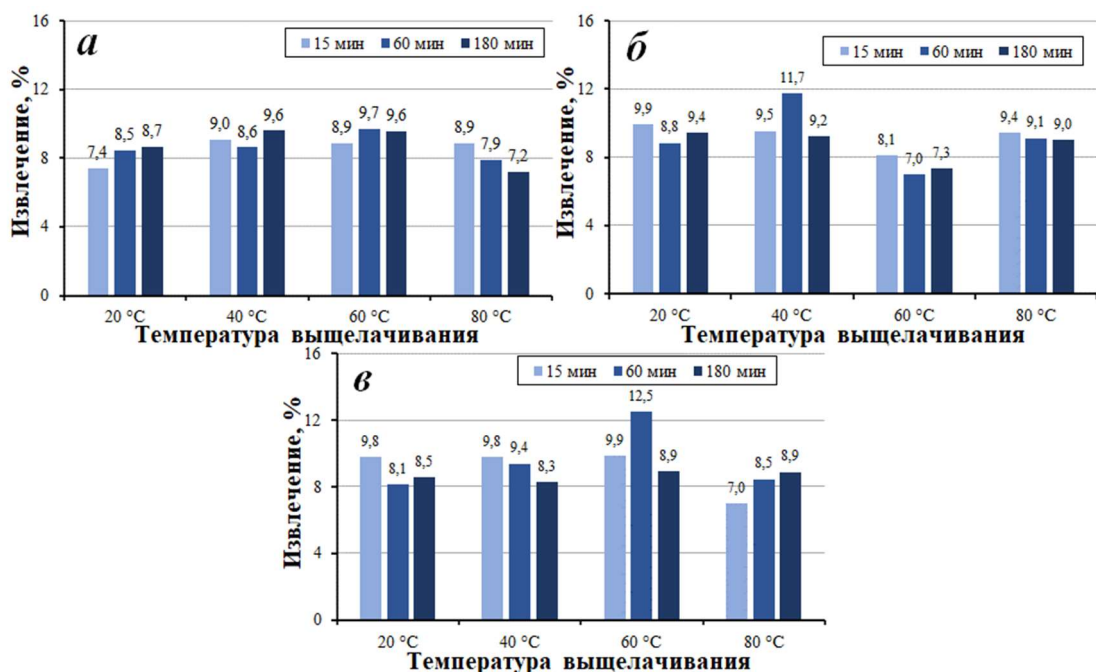 а
15 мин 60 мин 180 мин
Извлечение, %
16
12
8
4
0
7,4 8,5 8,7
9,0 8,6 9,6
8,9 9,7 9,6
8,9 7,9 7,2
20 °C 40 °C 60 °C 80 °C
Температура выщелачивания
б
15 мин 60 мин 180 мин
Извлечение, %
16
12
8
4
0
9,9 8,8 9,4
9,5 11,7 9,2
8,1 7,0 7,3
9,4 9,1 9,0
20 °C 40 °C 60 °C 80 °C
Температура выщелачивания
в
15 мин 60 мин 180 мин
Извлечение, %
16
12
8
4
0
9,8 8,1 8,5
9,8 9,4 8,3
9,9 12,5 8,9
7,0 8,5 8,9
20 °C 40 °C 60 °C 80 °C
Температура выщелачивания